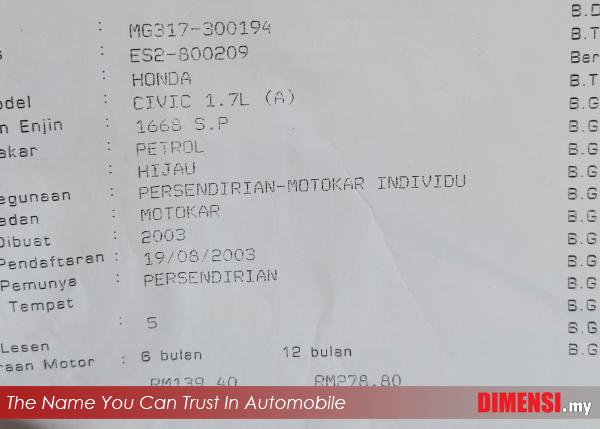 : MG317-300194 B.D
s : ES2-800209 B.T
: HONDA Ber
odel : CIVIC 1.7L (A) B.T
n Enjin : 1668 S.P B.G
akar : PETROL B.G
: HIJAU B.G
egunaan : PERSENDIRIAN-MOTOKAR INDIVIDU B.G
edan : MOTOKAR B.G
Dibuat : 2003 B.G
Pendaftaran : 19/08/2003 B.G
Pemunya : PERSENDIRIAN B.G
Tempat B.G
: 5 B.G
Lesen B.G
raan Motor : 6 bulan 12 bulan B.G
RM139.40 RM278.80
The Name You Can Trust In Automobile DIMENSI.my